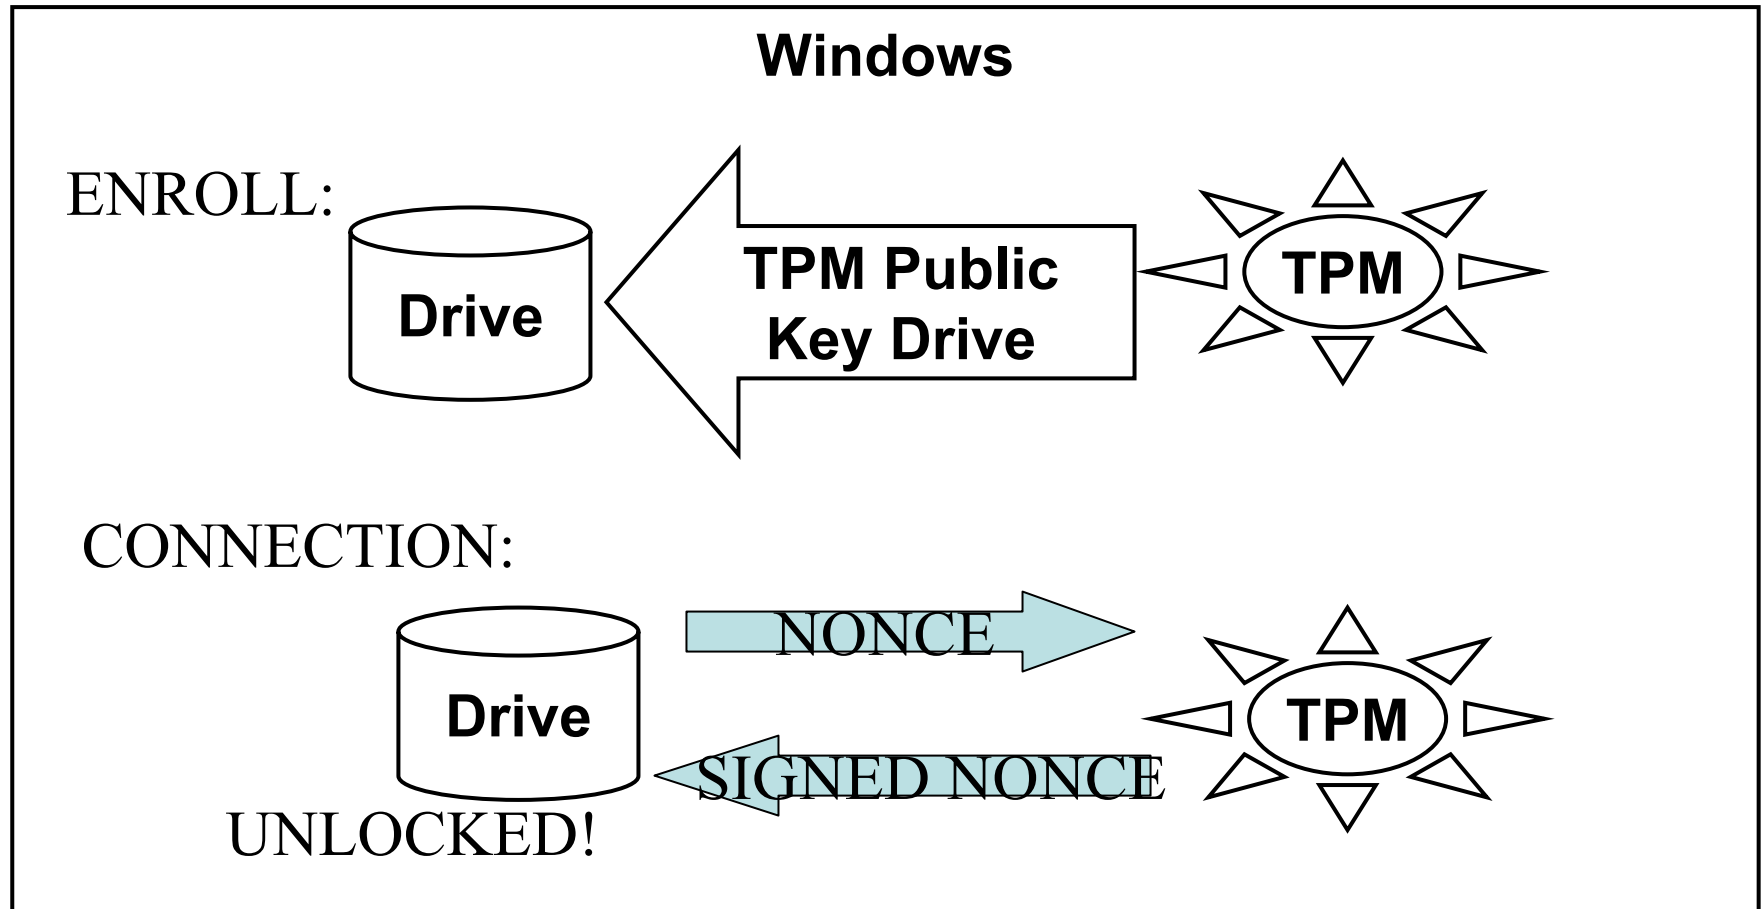 Windows
ENROLL:
Drive
TPM Public
Key Drive
TPM
CONNECTION:
Drive
NONCE
SIGNED NONCE
TPM
UNLOCKED!